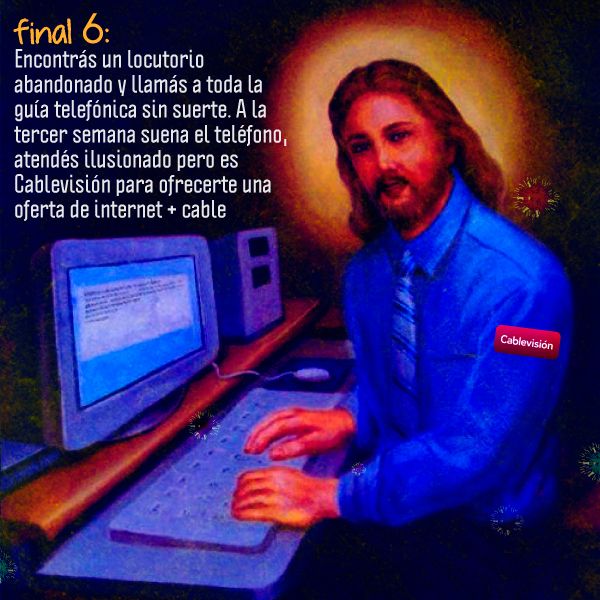 final 6:
Encontrás un locutorio
abandonado y llamás a toda la
guía telefónica sin suerte. A la
tercer semana suena el teléfono,
atendés ilusionado pero es
Cablevisión para ofrecerte una
oferta de internet + cable
Cablevisión